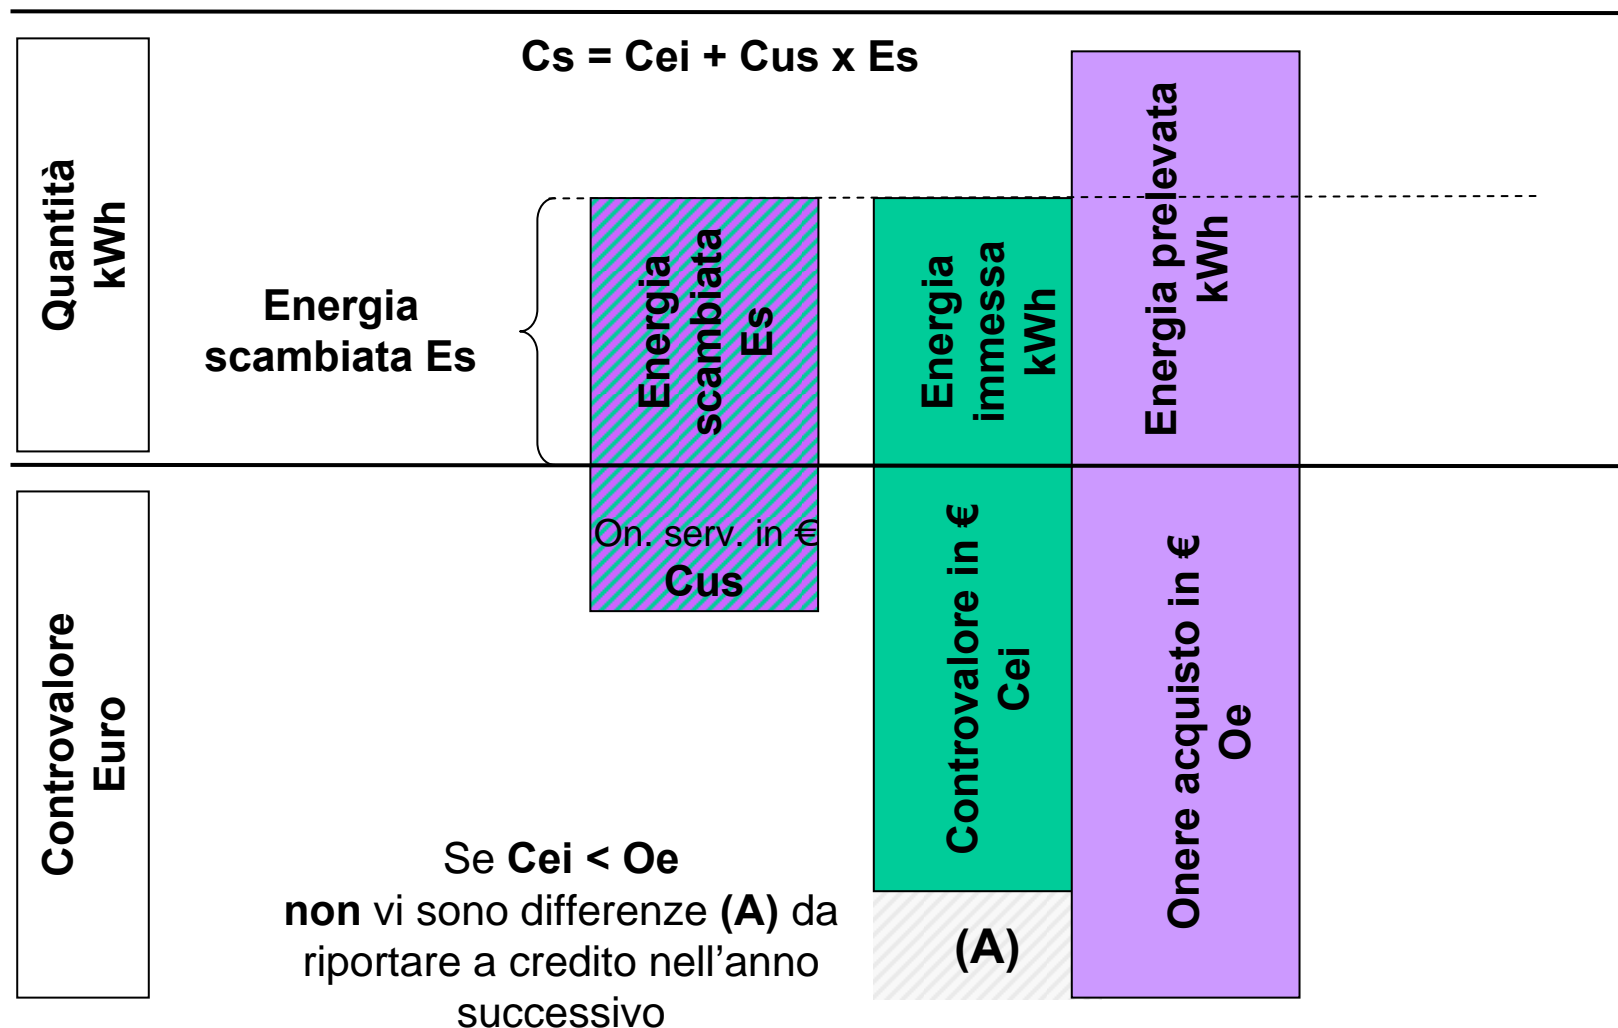 Cs = Cei + Cus x Es
Quantità
kWh
Energia
scambiata Es
Energia
scambiata
Es
Energia
immessa
kWh
Energia prelevata
kWh
Controvalore
Euro
On. serv. in €
Cus
Controvalore in €
Cei
Onere acquisto in €
Oe
Se Cei < Oe
non vi sono differenze (A) da
riportare a credito nell’anno
successivo
(A)